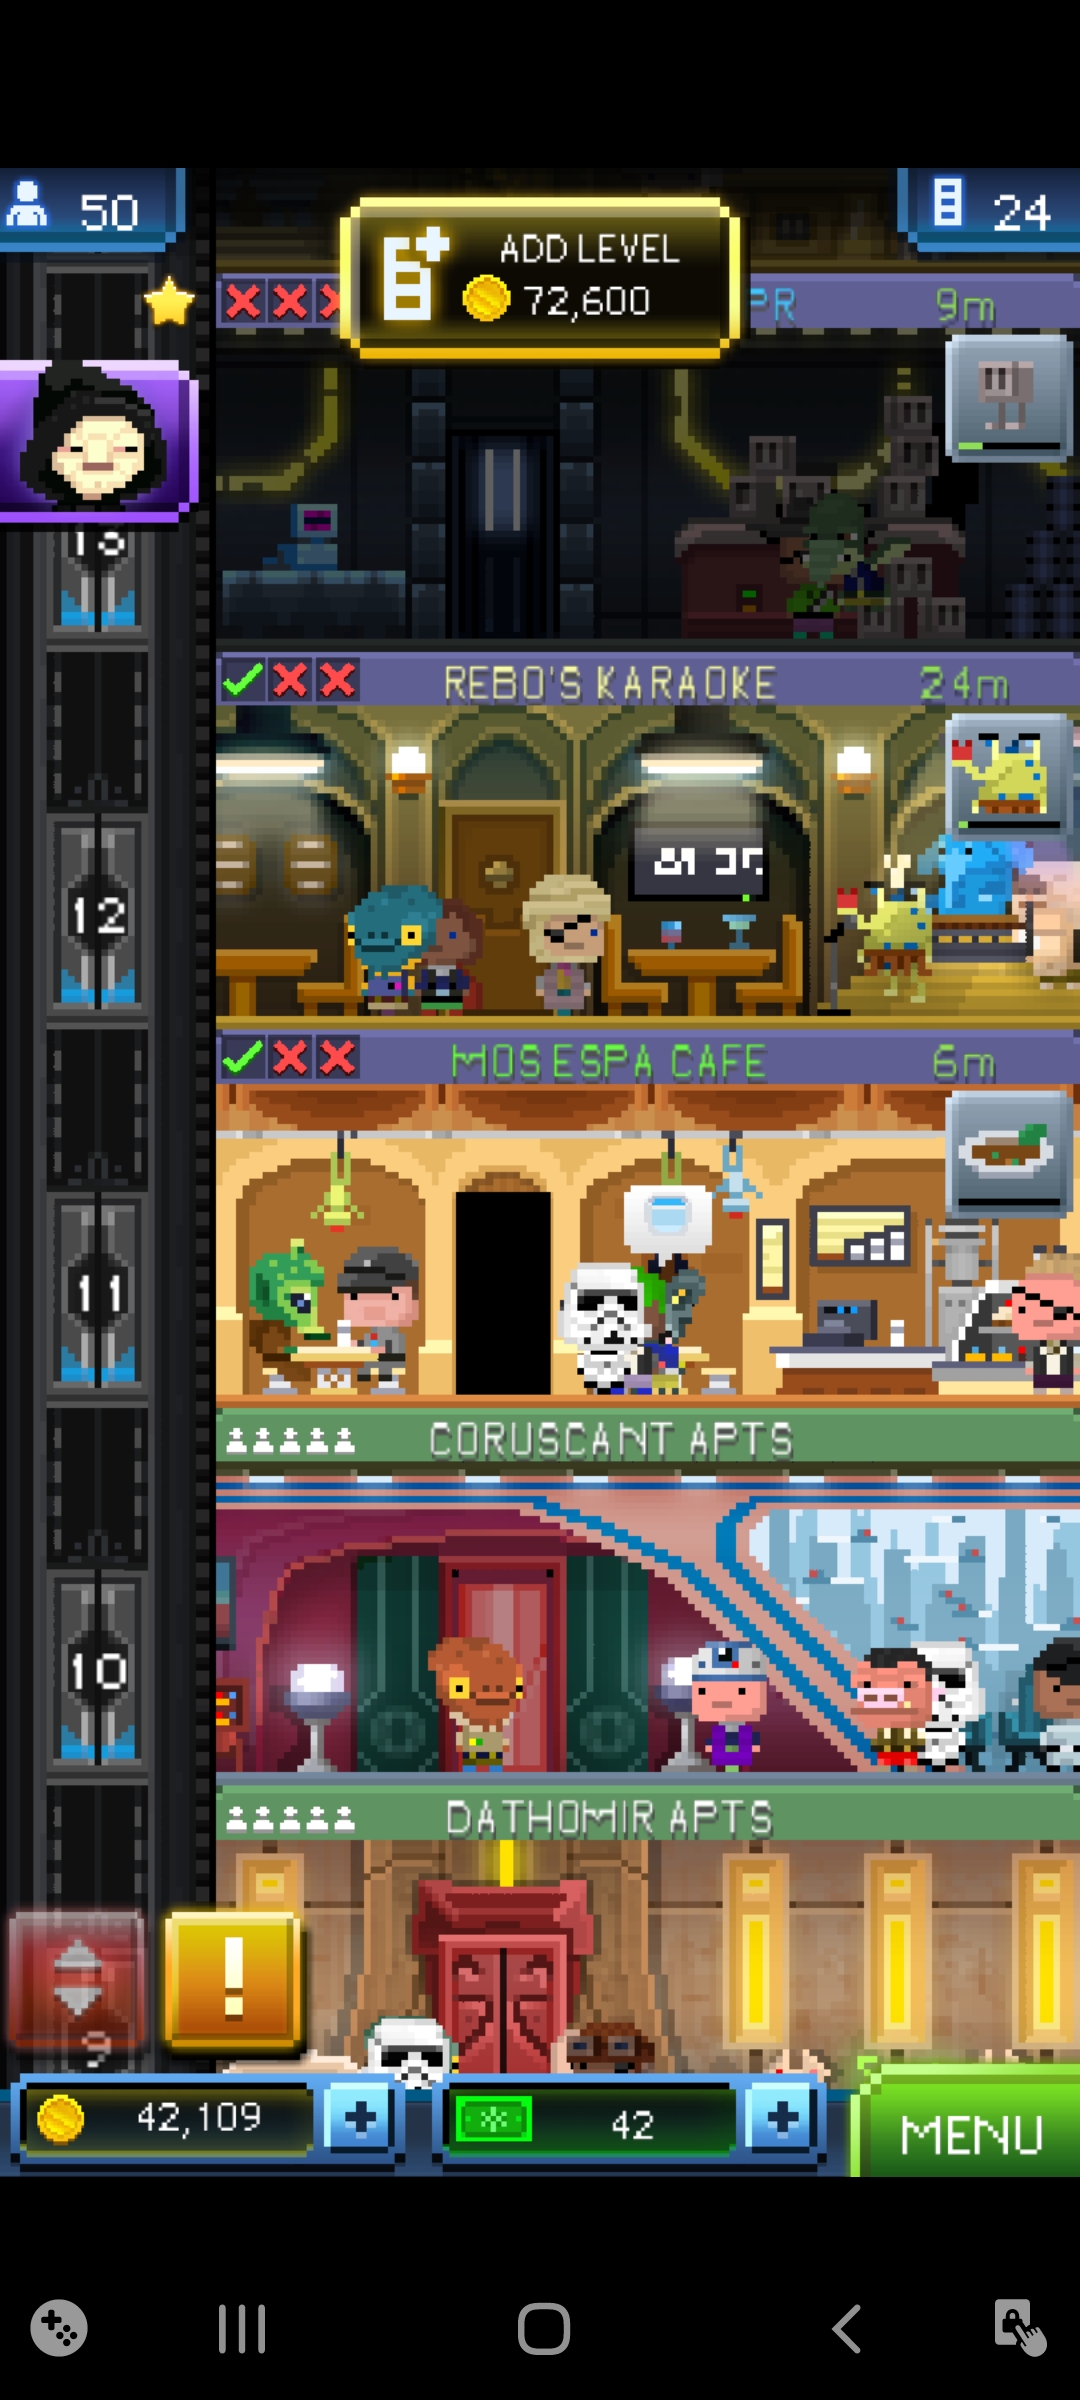 50
ADD LEVEL
72,600
24
PR
9m
13
REBO'S KARAOKE
24m
12
MOS ESPA CAFE
6m
11
CORUSCANT APTS
10
DATHOMIR APTS
!
9
42,109
+
42
+
MENU